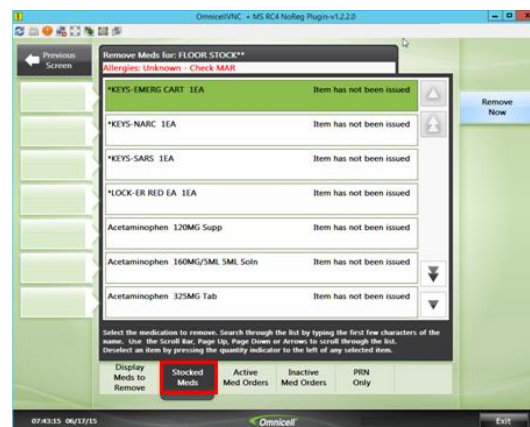 OmnicellVNC + MS RC4 NoReg Plugin-v1.2.2.0
Previous
Screen
Remove Meds for: FLOOR STOCK**
Allergies: Unknown - Check MAR
*KEYS-EMERG CART 1EA Item has not been issued
*KEYS-NARC 1EA Item has not been issued
*KEYS-SARS 1EA Item has not been issued
*LOCK-ER RED EA 1EA Item has not been issued
Acetaminophen 120MG Supp Item has not been issued
Acetaminophen 160MG/5ML 5ML Soln Item has not been issued
Acetaminophen 325MG Tab Item has not been issued
Remove
Now
Select the medication to remove. Search through the list by typing the first few characters of the
name. Use the Scroll Bar, Page Up, Page Down or Arrows to scroll through the list.
Deselect an item by pressing the quantity indicator to the left of any selected item.
Display
Meds to
Remove
Stocked
Meds
Active
Med Orders
Inactive
Med Orders
PRN
Only
07:43:15 06/17/15
Omnicell
Exit